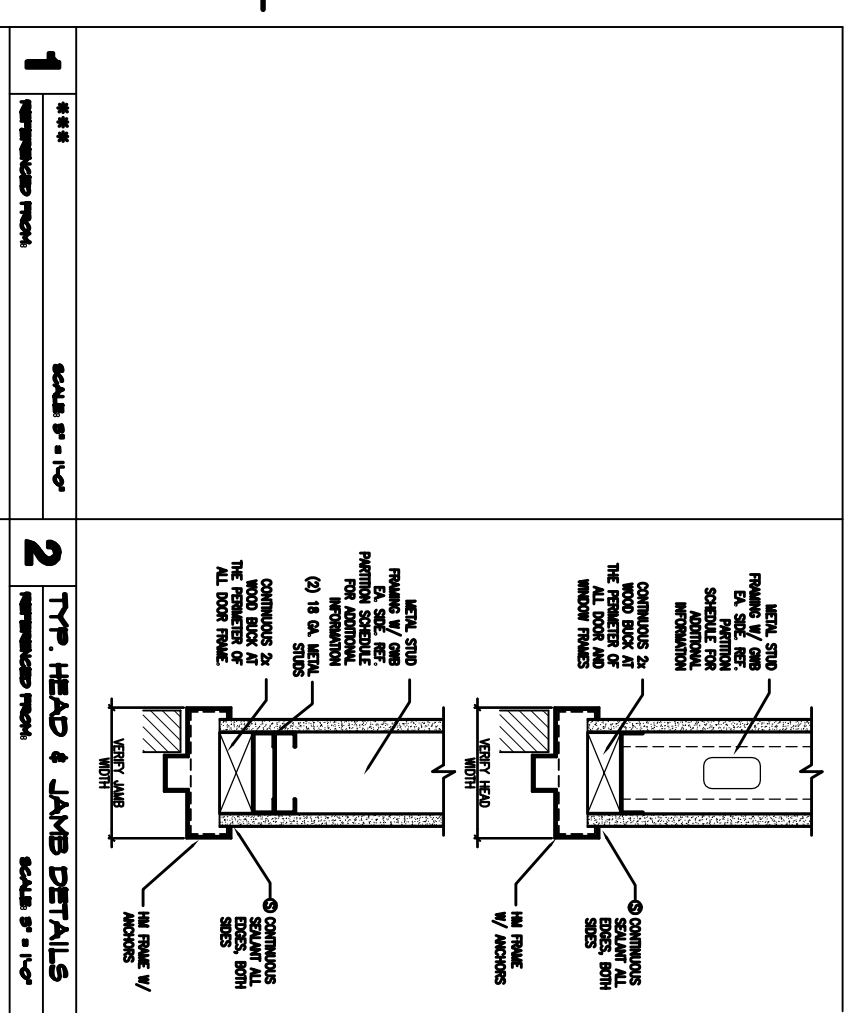 1
***
SCALE: 3" = 1'-0"
REFERENCED FROM:
METAL STUD
FRAMING W/ GWB
EA. SIDE. REF.
PARTITION
SCHEDULE FOR
ADDITIONAL
INFORMATION
CONTINUOUS 2x
WOOD BUCK AT
THE PERIMETER OF
ALL DOOR AND
WINDOW FRAMES
S CONTINUOUS
SEALANT ALL
EDGES, BOTH
SIDES
HM FRAME
W/ ANCHORS
VERIFY HEAD
WIDTH
METAL STUD
FRAMING W/ GWB
EA. SIDE. REF.
PARTITION SCHEDULE
FOR ADDITIONAL
INFORMATION
(2) 18 GA. METAL
STUDS
CONTINUOUS 2x
WOOD BUCK AT
THE PERIMETER OF
ALL DOOR FRAME.
S CONTINUOUS
SEALANT ALL
EDGES, BOTH
SIDES
HM FRAME W/
ANCHORS
VERIFY JAMB
WIDTH
2
TYP. HEAD & JAMB DETAILS
REFERENCED FROM:
SCALE: 3" = 1'-0"